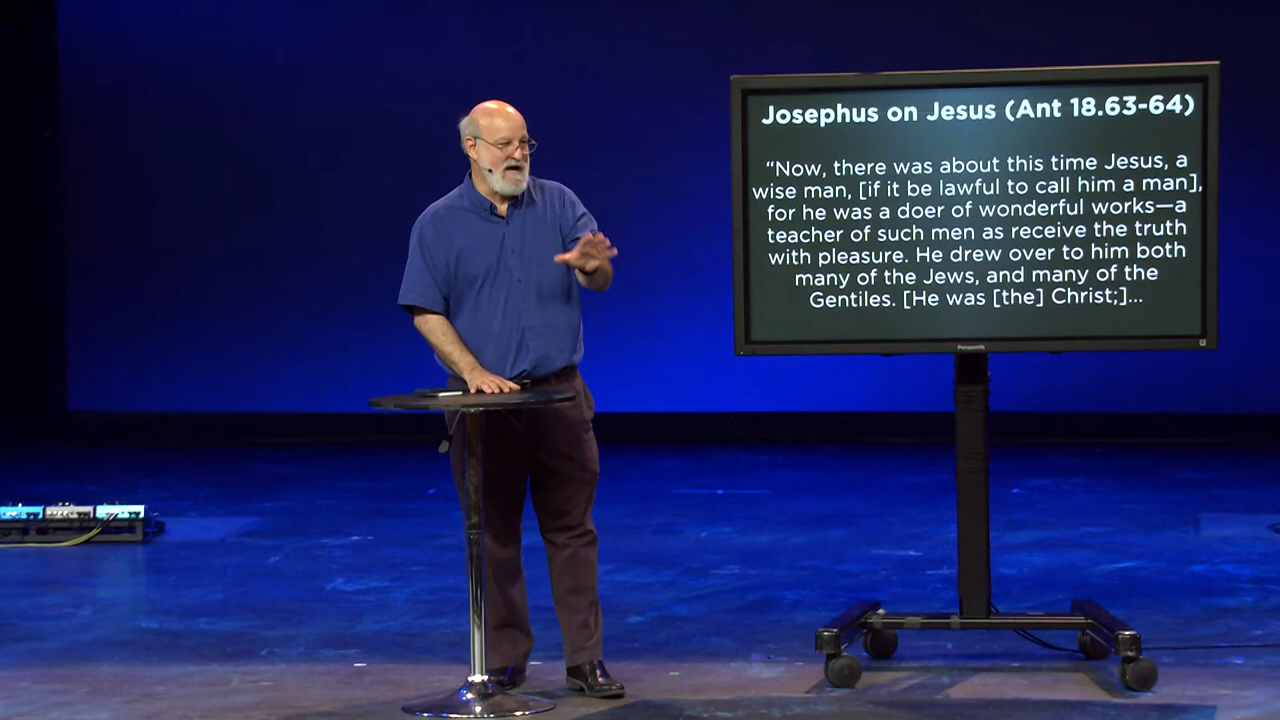 Josephus on Jesus (Ant 18.63-64)
“Now, there was about this time Jesus, a
wise man, [if it be lawful to call him a man],
for he was a doer of wonderful works—a
teacher of such men as receive the truth
with pleasure. He drew over to him both
many of the Jews, and many of the
Gentiles. [He was [the] Christ;]...
Panasonic